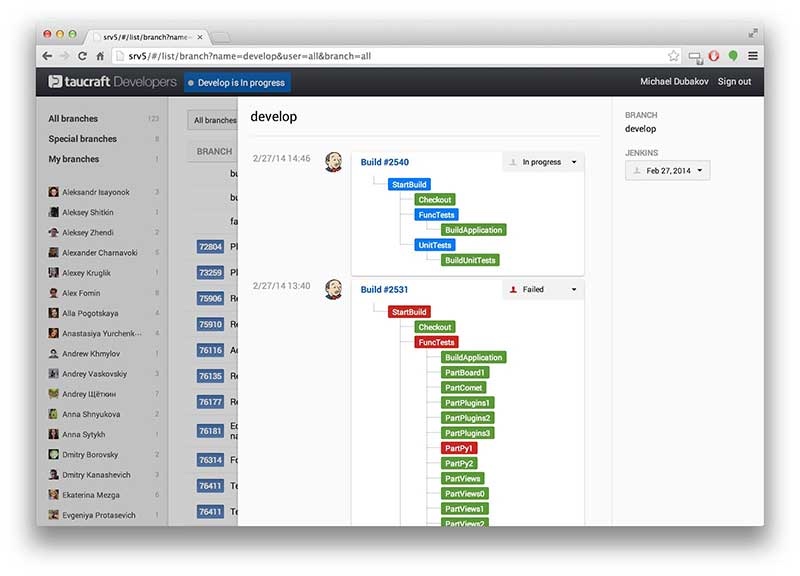 srv5/#/list/branch?name=
srv5/#/list/branch?name=develop&user=all&branch=all
taucraft Developers
Develop is In progress
Michael Dubakov Sign out
All branches 123
Special branches 8
My branches 1
Aleksandr Isayonok 3
Aleksey Shitkin 1
Aleksey Zhendi 2
Alexander Charnavoki 5
Alexey Kruglik 1
Alex Fomin 8
Alla Pogotskaya 4
Anastasiya Yurchenk... 4
Andrew Khmylov 1
Andrey Vaskovskiy 3
Andrey Щёткин 7
Anna Shnyukova 2
Anna Sytykh 1
Dmitry Borovsky 2
Dmitry Kanashevich 3
Ekaterina Mezga 6
Evgeniya Protasevich 1
All branches
BRANCH
bu
bu
fa
72804 Pl
73259 Pl
75906 Re
75910 Re
76116 Ad
76135 Re
76177 Re
76181 Ed
na
76314 Fo
76411 Te
76411 Te
develop
2/27/14 14:46
Build #2540
In progress
StartBuild
Checkout
FuncTests
BuildApplication
UnitTests
BuildUnitTests
2/27/14 13:40
Build #2531
Failed
StartBuild
Checkout
FuncTests
BuildApplication
PartBoard1
PartComet
PartPlugins1
PartPlugins2
PartPlugins3
PartPy1
PartPy2
PartViews
PartViews0
PartViews1
PartViews2
BRANCH
develop
JENKINS
Feb 27, 2014